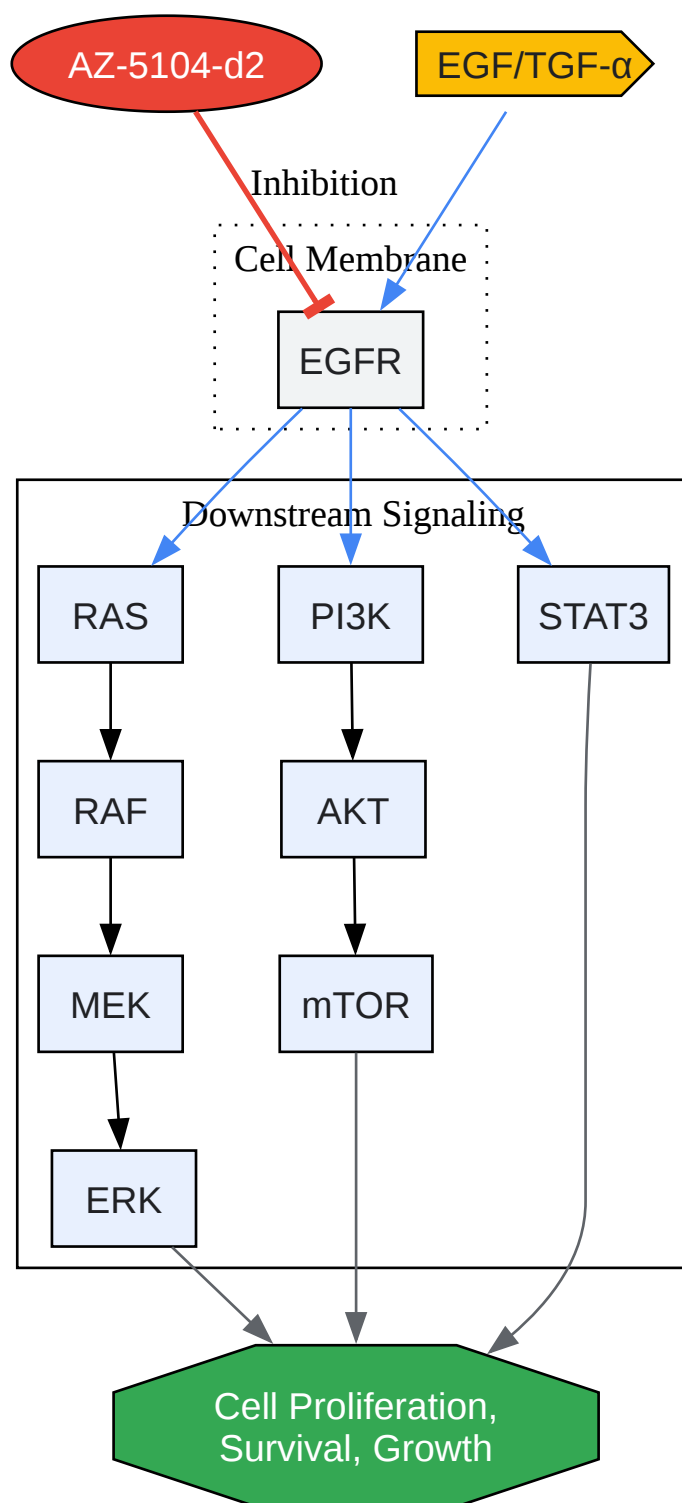 AZ-5104-d2
EGF/TGF-α
Inhibition
Cell Membrane
EGFR
Downstream Signaling
RAS
PI3K
STAT3
RAF
AKT
MEK
mTOR
ERK
Cell Proliferation,
Survival, Growth